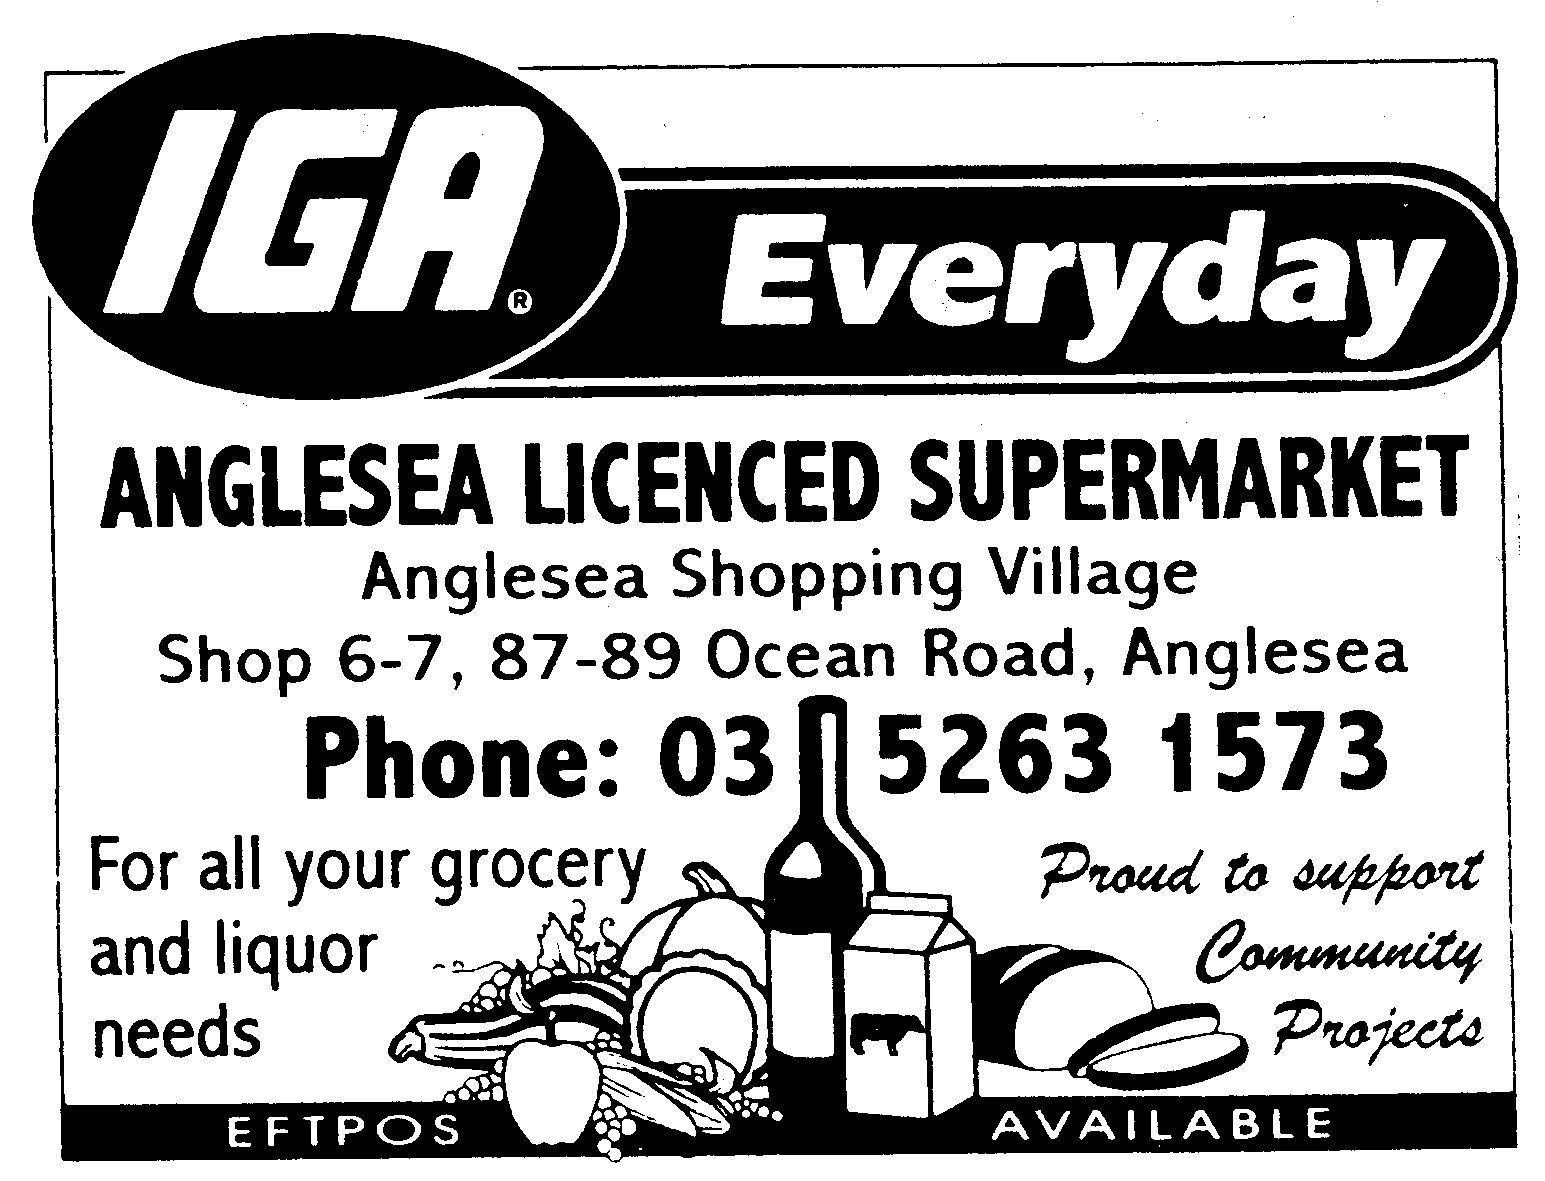 IGA®
Everyday
ANGLESEA LICENCED SUPERMARKET
Anglesea Shopping Village
Shop 6-7, 87-89 Ocean Road, Anglesea
Phone: 03 5263 1573
For all your grocery
and liquor
needs
Proud to support
Community
Projects
EFTPOS AVAILABLE